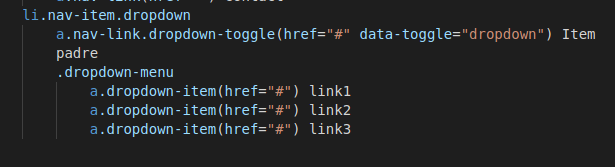 li.nav-item.dropdown
a.nav-link.dropdown-toggle(href="#" data-toggle="dropdown") Item
padre
.dropdown-menu
a.dropdown-item(href="#") link1
a.dropdown-item(href="#") link2
a.dropdown-item(href="#") link3